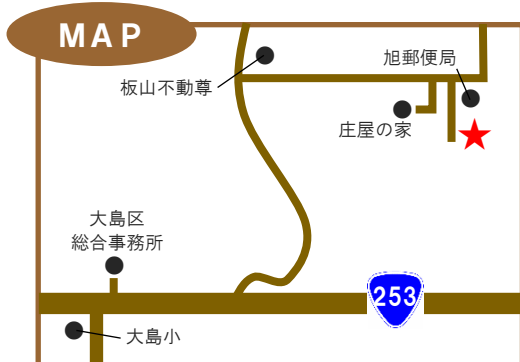 MAP
旭郵便局
板山不動尊
庄屋の家
大島区
総合事務所
253
大島小